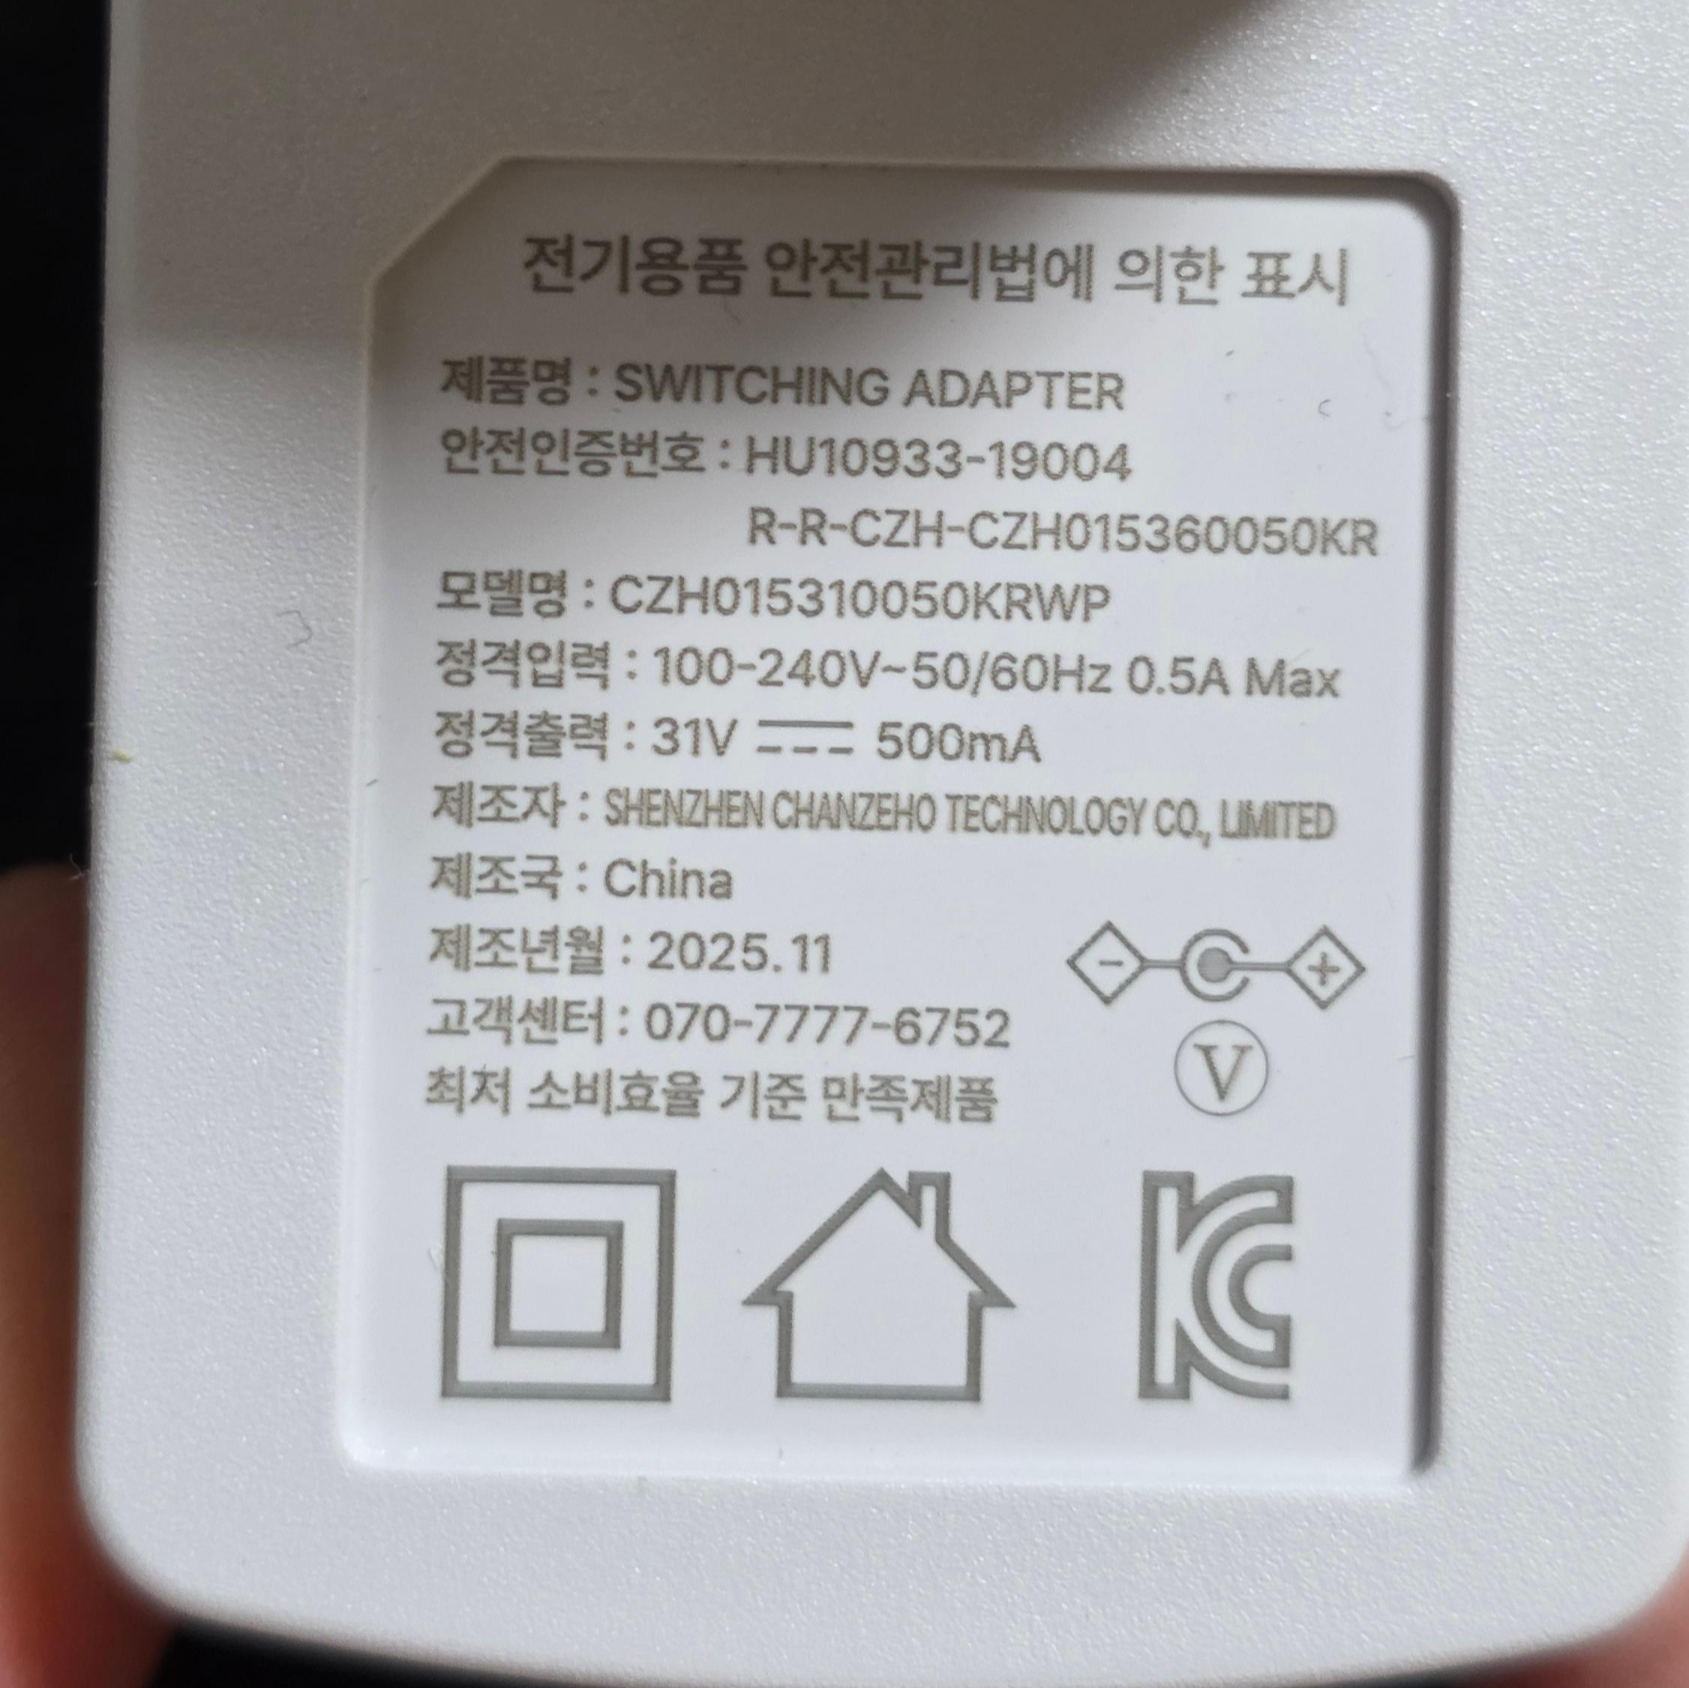 전기용품 안전관리법에 의한 표시
제품명 : SWITCHING ADAPTER
안전인증번호 : HU10933-19004
R-R-CZH-CZH015360050KR
모델명 : CZH015310050KRWP
정격입력 : 100-240V~50/60Hz 0.5A Max
정격출력 : 31V ⎓ 500mA
제조자 : SHENZHEN CHANZEHO TECHNOLOGY CO., LIMITED
제조국 : China
제조년월 : 2025.11
- +
고객센터 : 070-7777-6752
V
최저 소비효율 기준 만족제품
KC